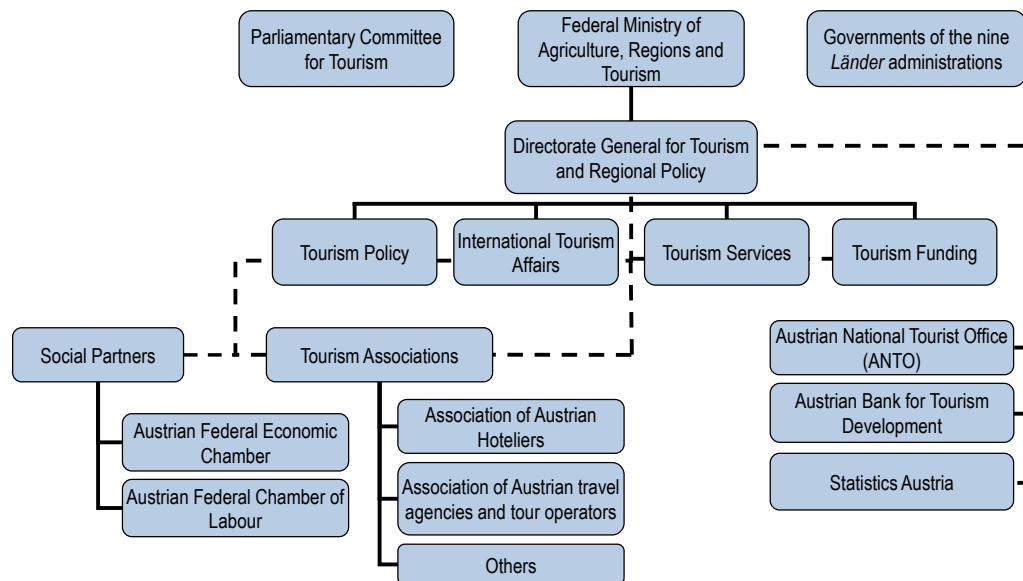 Parliamentary Committee
for Tourism
Federal Ministry of
Agriculture, Regions and
Tourism
Governments of the nine
Länder administrations
Directorate General for Tourism
and Regional Policy
Tourism Policy
International Tourism
Affairs
Tourism Services
Tourism Funding
Social Partners
Tourism Associations
Austrian National Tourist Office
(ANTO)
Austrian Federal Economic
Chamber
Association of Austrian
Hoteliers
Austrian Bank for Tourism
Development
Austrian Federal Chamber of
Labour
Association of Austrian travel
agencies and tour operators
Statistics Austria
Others